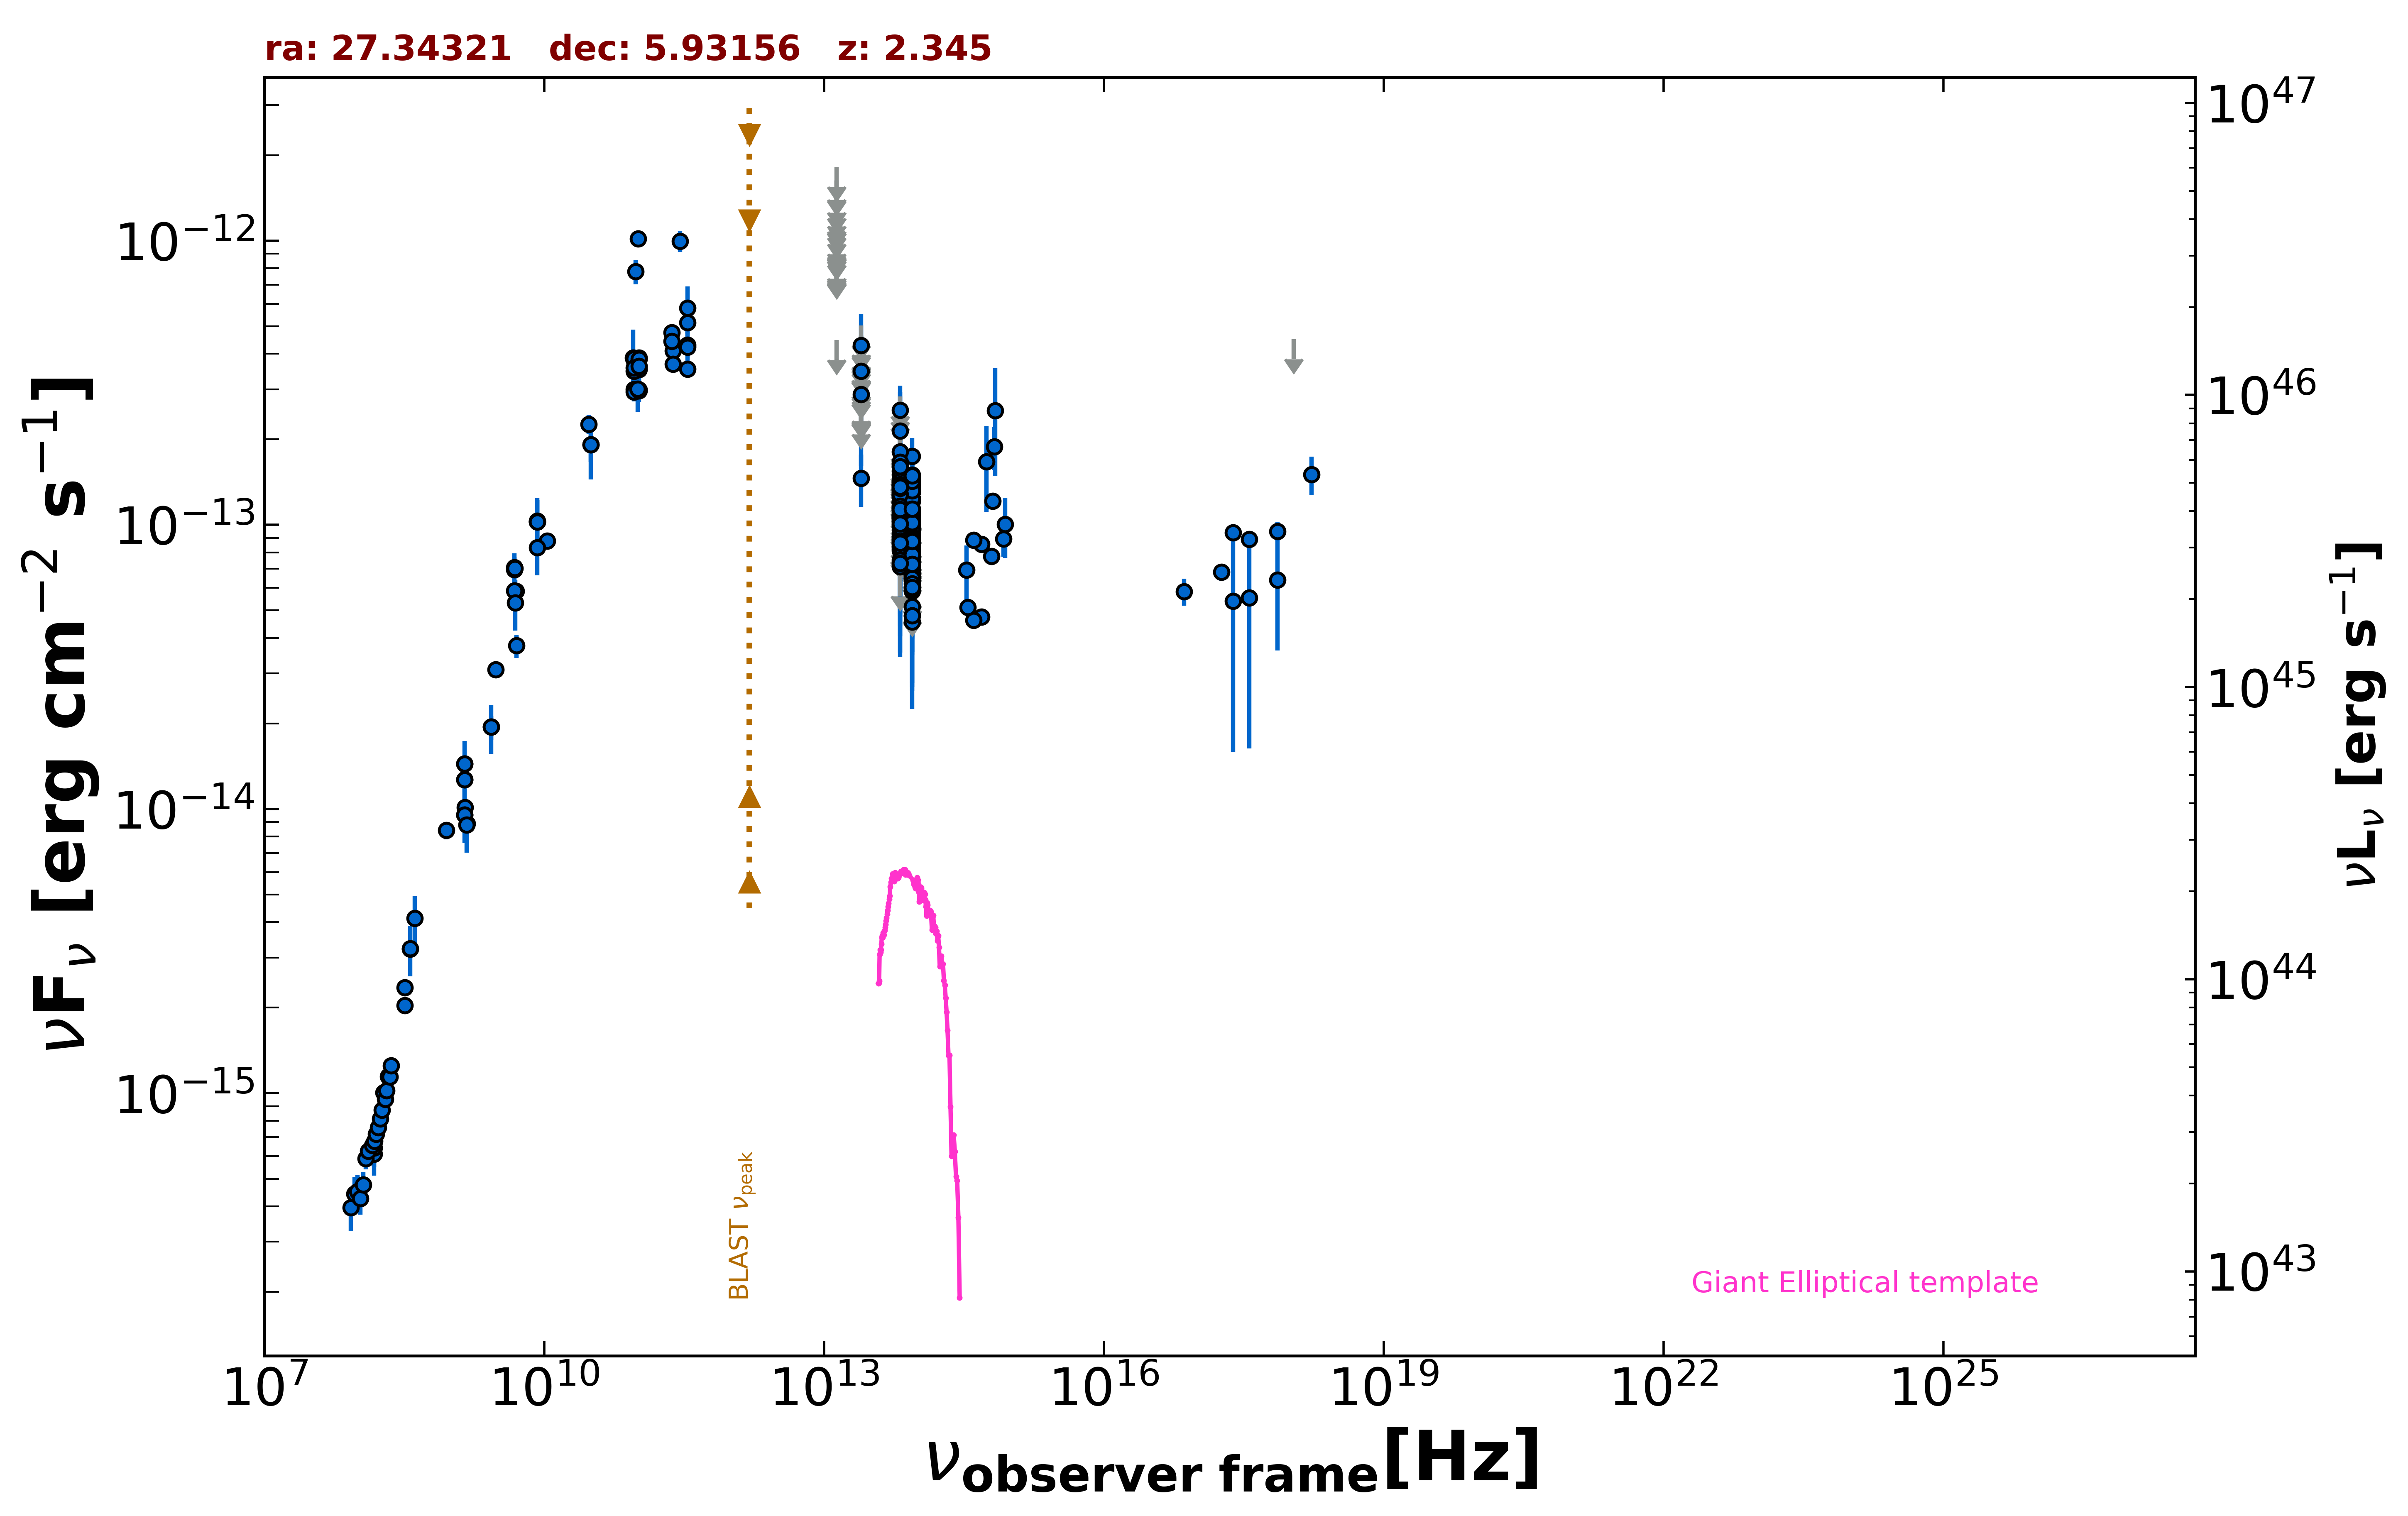 ra: 27.34321   dec: 5.93156   z: 2.345
νFν [erg cm⁻² s⁻¹]
10⁻¹²
10⁻¹³
10⁻¹⁴
10⁻¹⁵
10⁴⁷
10⁴⁶
10⁴⁵
10⁴⁴
10⁴³
νLν [erg s⁻¹]
BLAST νpeak
Giant Elliptical template
10⁷ 10¹⁰ 10¹³ 10¹⁶ 10¹⁹ 10²² 10²⁵
νobserver frame[Hz]